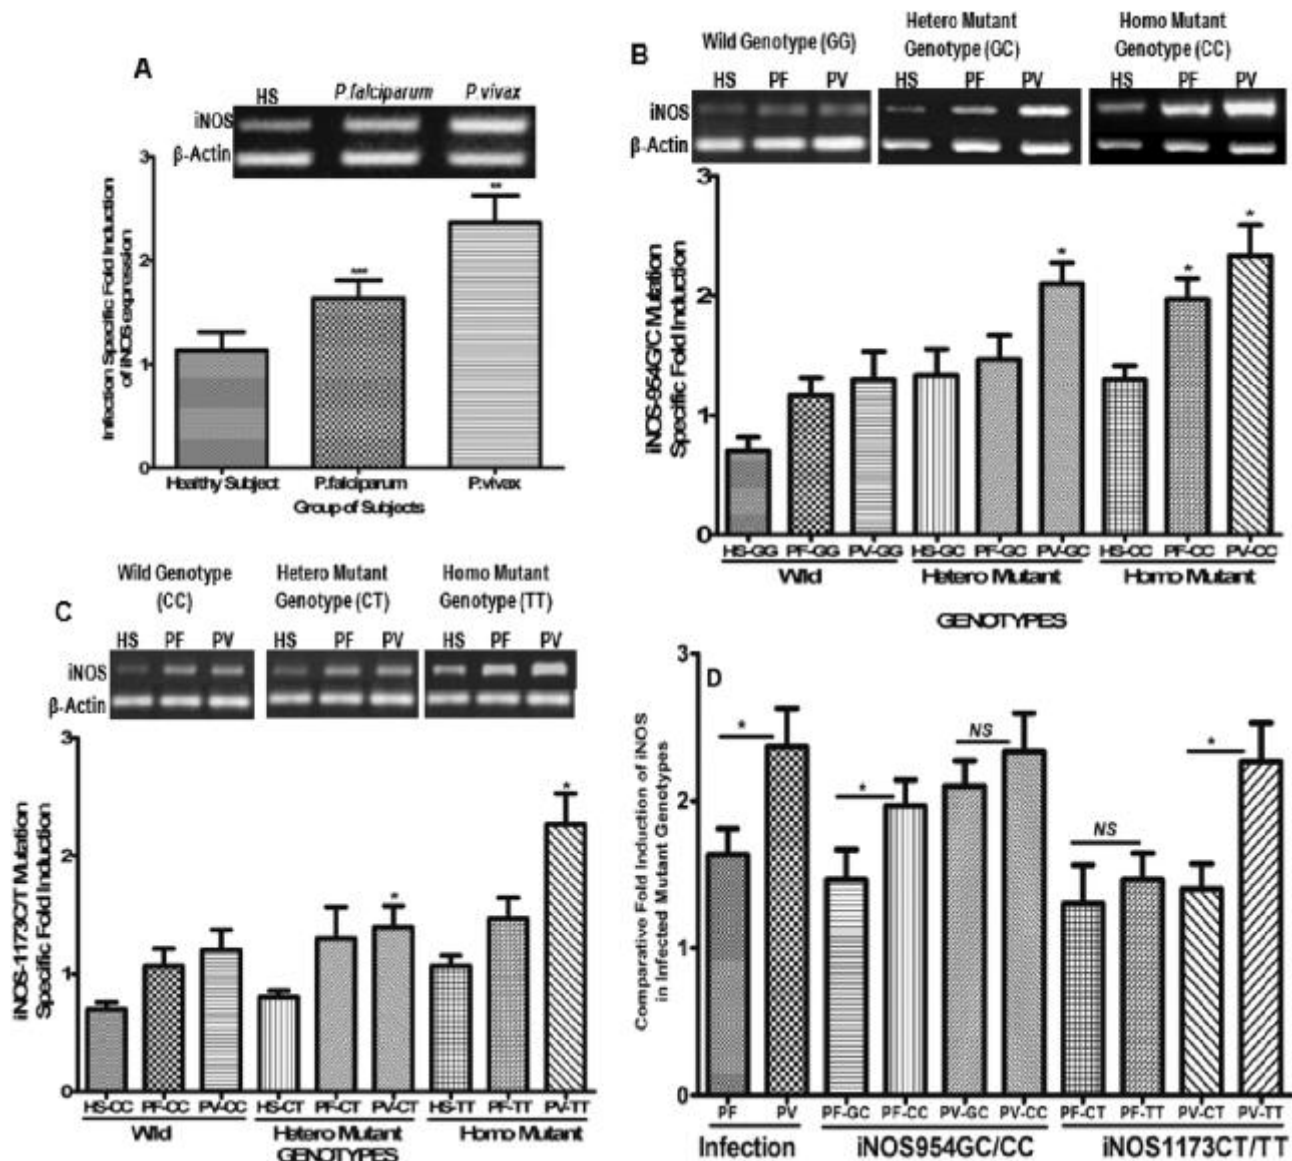 A
HS P.falciparum P.vivax
iNOS
β-Actin
Infection Specific Fold Induction
of iNOS expression
3
2
1
0
***
**
Healthy Subject P.falciparum P.vivax
Group of Subjects
B
Wild Genotype (GG)
Hetero Mutant
Genotype (GC)
Homo Mutant
Genotype (CC)
HS PF PV HS PF PV HS PF PV
iNOS
β-Actin
iNOS-954G/C Mutation
Specific Fold Induction
3
2
1
0
* * *
HS-GG PF-GG PV-GG HS-GC PF-GC PV-GC HS-CC PF-CC PV-CC
Wild Hetero Mutant Homo Mutant
GENOTYPES
C
Wild Genotype
(CC)
Hetero Mutant
Genotype (CT)
Homo Mutant
Genotype (TT)
HS PF PV HS PF PV HS PF PV
iNOS
β-Actin
iNOS-1173C/T Mutation
Specific Fold Induction
3
2
1
0
* *
HS-CC PF-CC PV-CC HS-CT PF-CT PV-CT HS-TT PF-TT PV-TT
Wild Hetero Mutant Homo Mutant
GENOTYPES
D
Comparative Fold Induction of iNOS
in Infected Mutant Genotypes
3
2
1
0
* * NS NS *
PF PV PF-GC PF-CC PV-GC PV-CC PF-CT PF-TT PV-CT PV-TT
Infection iNOS954GC/CC iNOS1173CT/TT